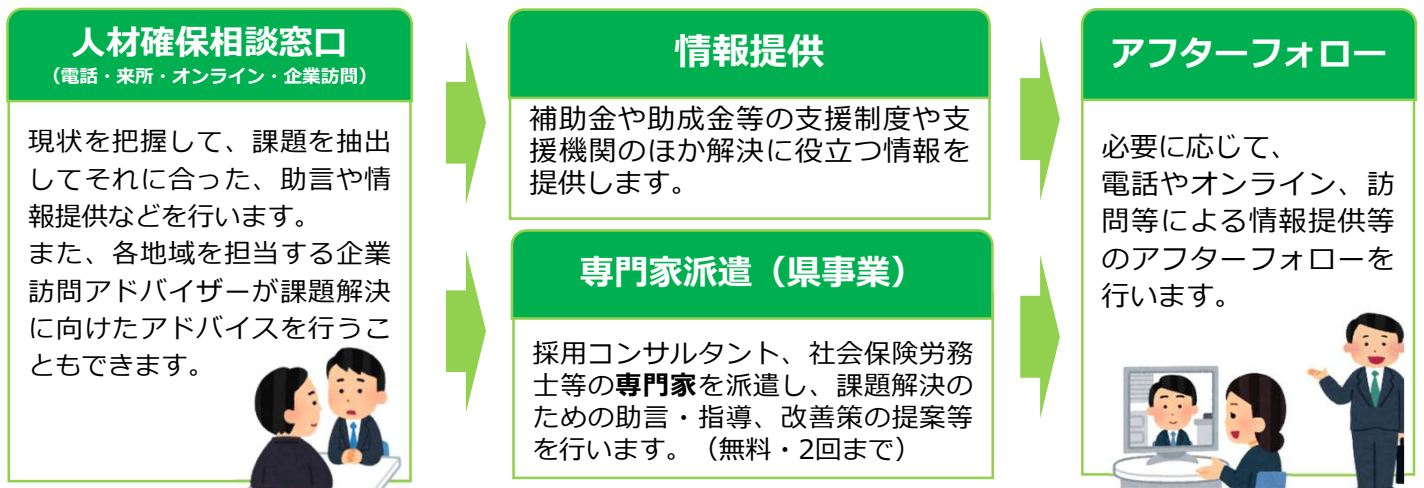 人材確保相談窓口
（電話・来所・オンライン・企業訪問）
現状を把握して、課題を抽出
してそれに合った、助言や情
報提供などを行います。
また、各地域を担当する企業
訪問アドバイザーが課題解決
に向けたアドバイスを行うこ
ともできます。
情報提供
補助金や助成金等の支援制度や支
援機関のほか解決に役立つ情報を
提供します。
専門家派遣（県事業）
採用コンサルタント、社会保険労務
士等の専門家を派遣し、課題解決の
ための助言・指導、改善策の提案等
を行います。（無料・2回まで）
アフターフォロー
必要に応じて、
電話やオンライン、訪
問等による情報提供等
のアフターフォローを
行います。